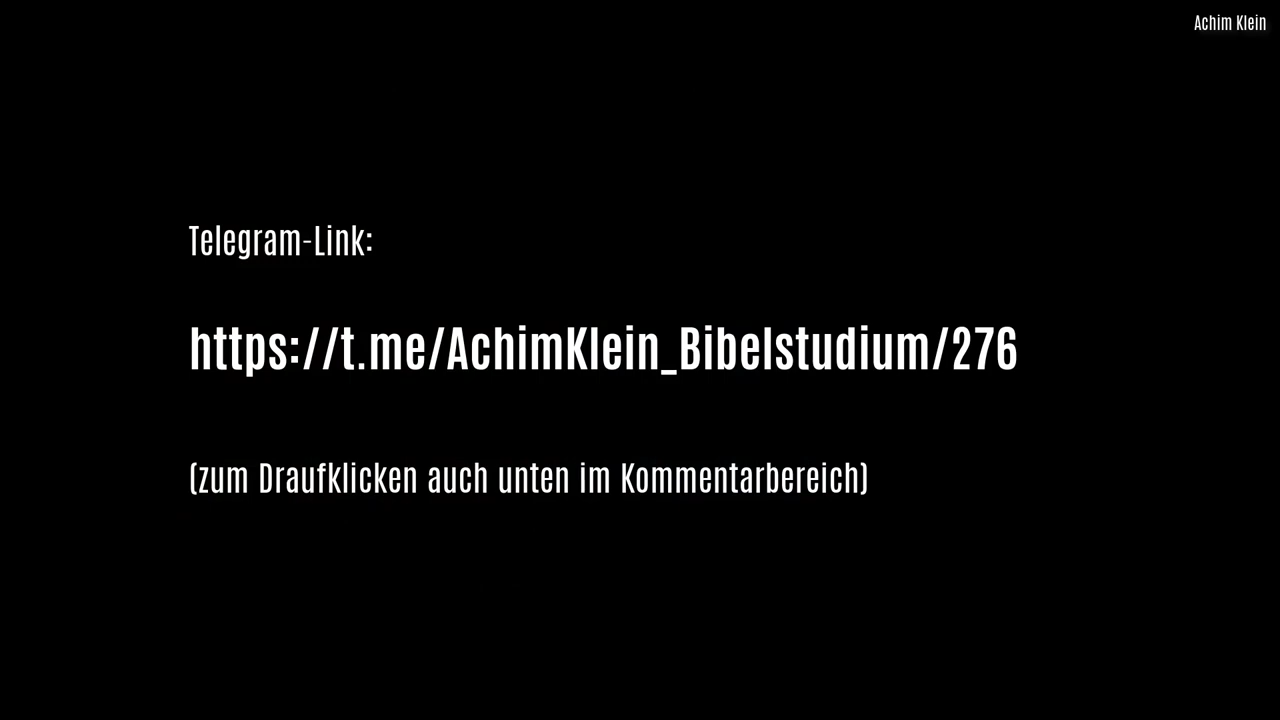 Achim Klein
Telegram-Link:
https://t.me/AchimKlein_Bibelstudium/276
(zum Draufklicken auch unten im Kommentarbereich)